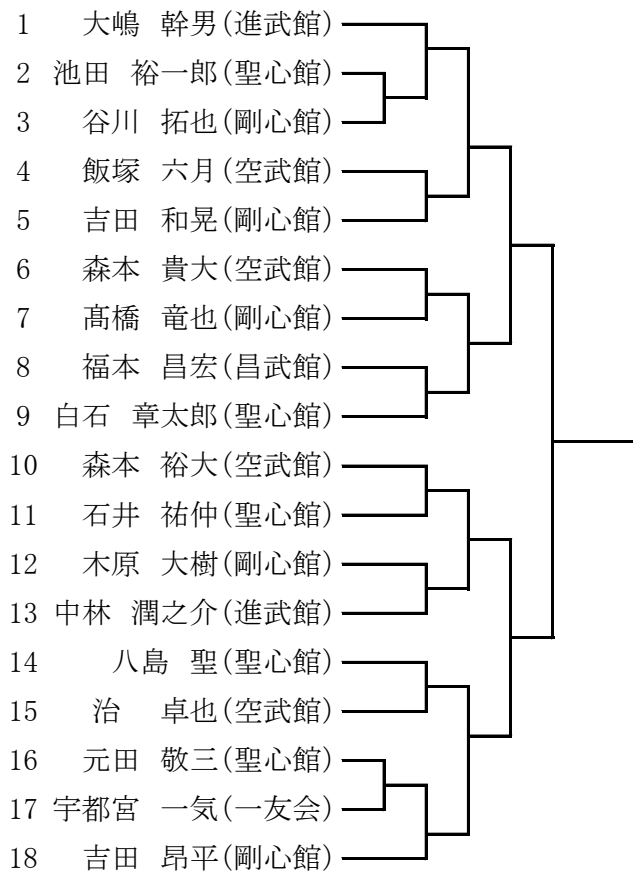 1 大嶋 幹男(進武館)
2 池田 裕一郎(聖心館)
3 谷川 拓也(剛心館)
4 飯塚 六月(空武館)
5 吉田 和晃(剛心館)
6 森本 貴大(空武館)
7 髙橋 竜也(剛心館)
8 福本 昌宏(昌武館)
9 白石 章太郎(聖心館)
10 森本 裕大(空武館)
11 石井 祐仲(聖心館)
12 木原 大樹(剛心館)
13 中林 潤之介(進武館)
14 八島 聖(聖心館)
15 治 卓也(空武館)
16 元田 敬三(聖心館)
17 宇都宮 一気(一友会)
18 吉田 昂平(剛心館)